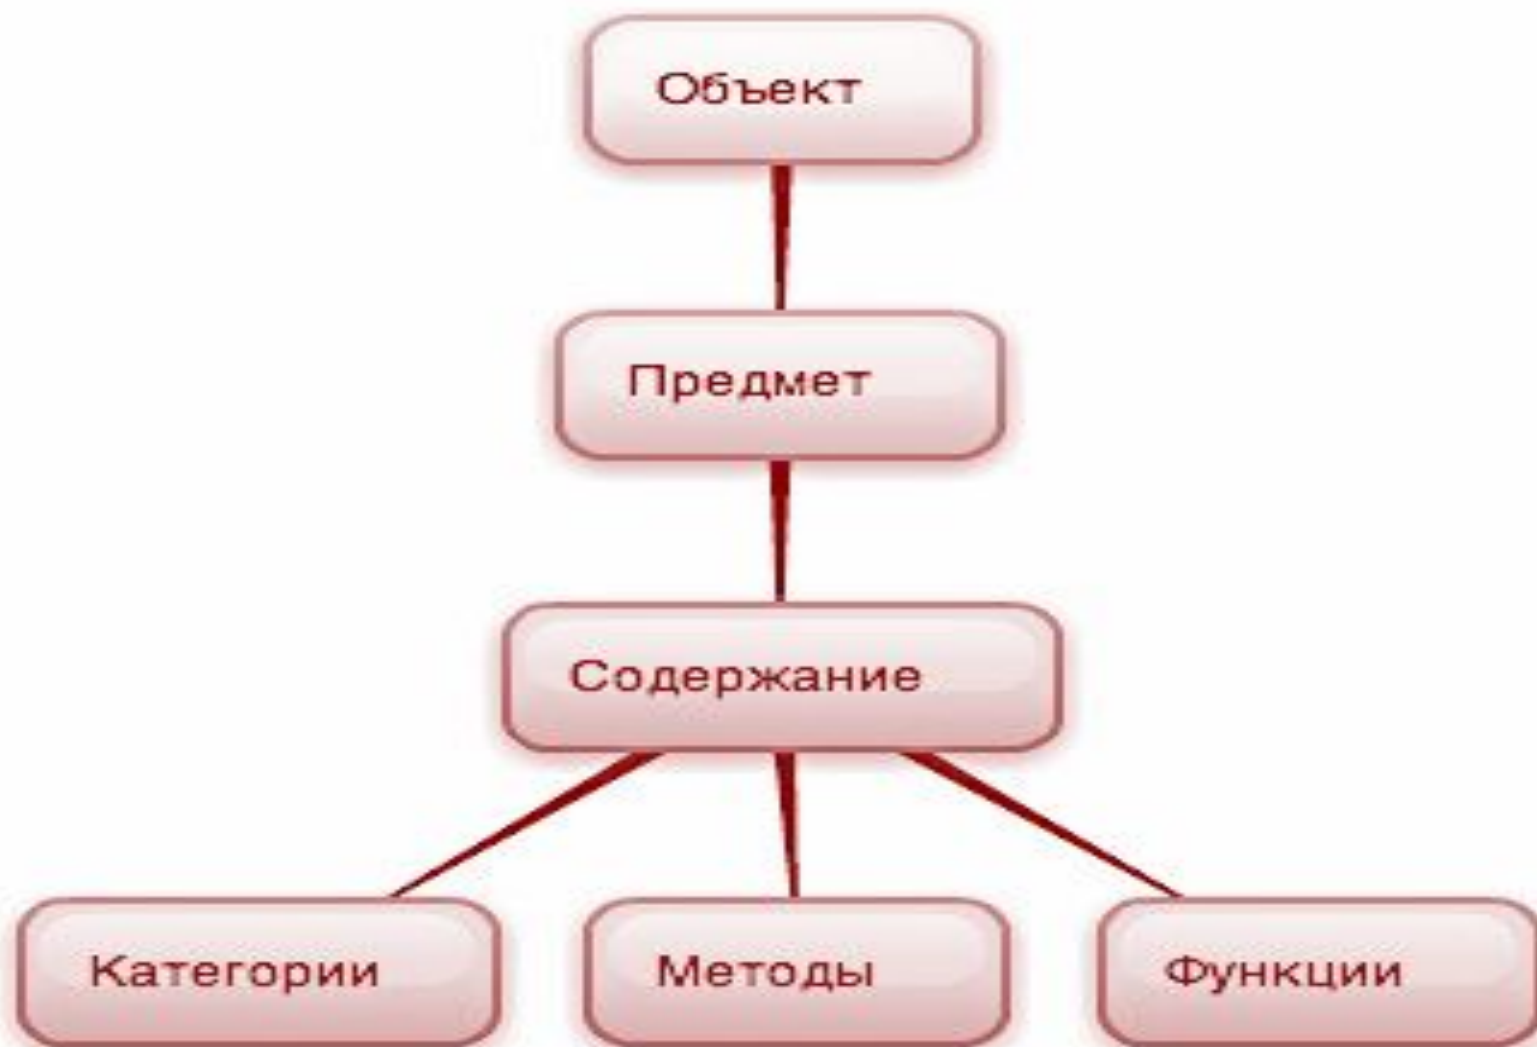 Объект
Предмет
Содержание
Категории
Методы
Функции